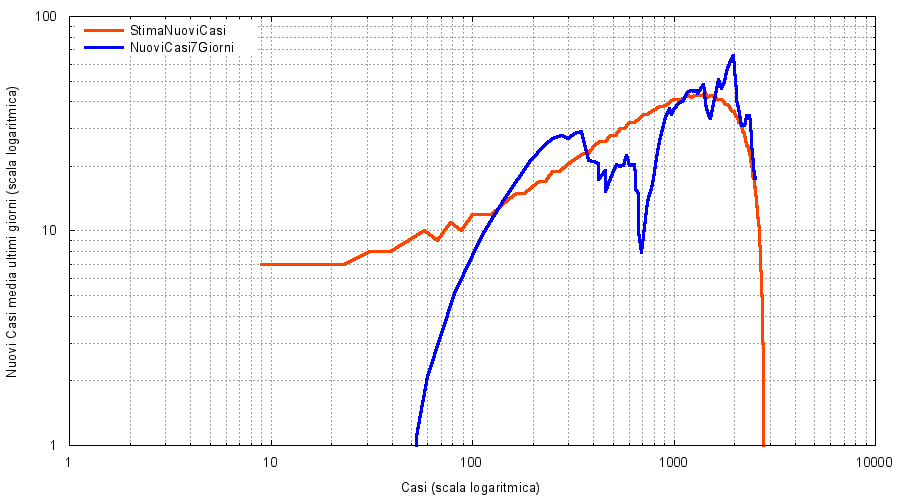 StimaNuoviCasi
NuoviCasi7Giorni
Nuovi Casi media ultimi giorni (scala logaritmica)
100
10
1
1
10
100
1000
10000
Casi (scala logaritmica)